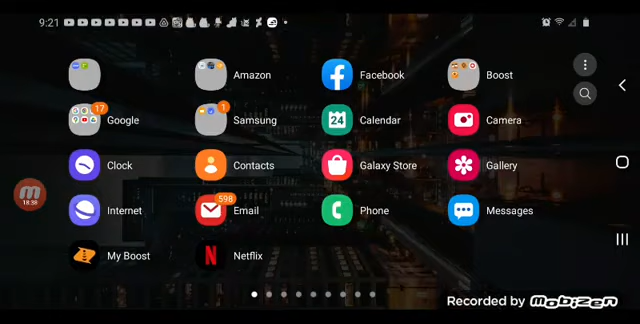 9:21
Amazon
Facebook
Boost
17
Google
1
Samsung
24
Calendar
Camera
Clock
Contacts
Galaxy Store
Gallery
18:38
Internet
598
Email
Phone
Messages
My Boost
Netflix
Recorded by Mobizen